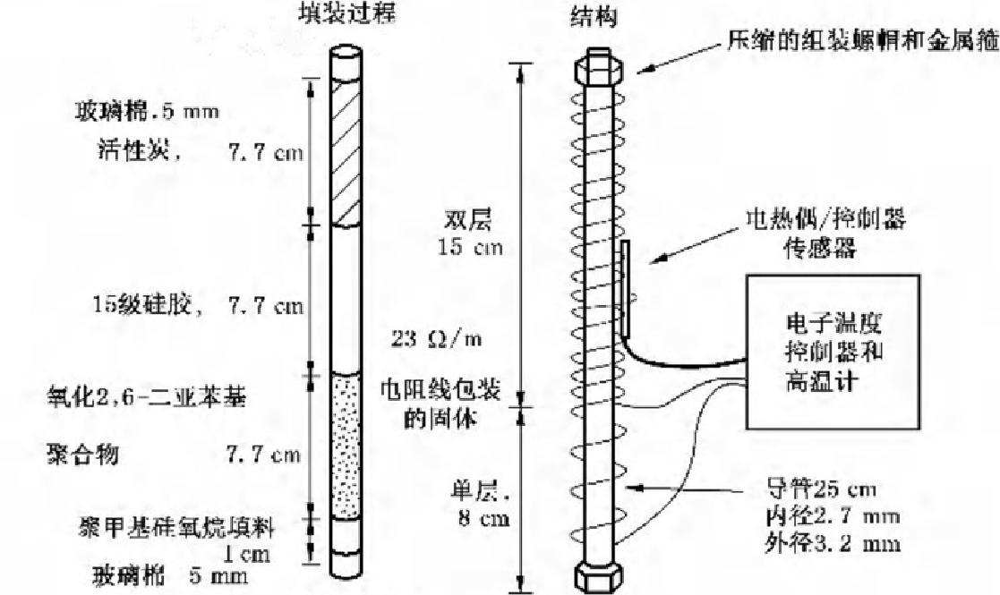 填装过程
玻璃棉.5 mm
活性炭， 7.7 cm
15级硅胶， 7.7 cm
氧化2,6-二亚苯基
聚合物 7.7 cm
聚甲基硅氧烷填料
1 cm
玻璃棉 5 mm
结构
压缩的组装螺帽和金属箍
双层
15 cm
23 Ω/m
电阻线包装
的固体
单层.
8 cm
电热偶/控制器
传感器
电子温度
控制器和
高温计
导管25 cm
内径2.7 mm
外径3.2 mm